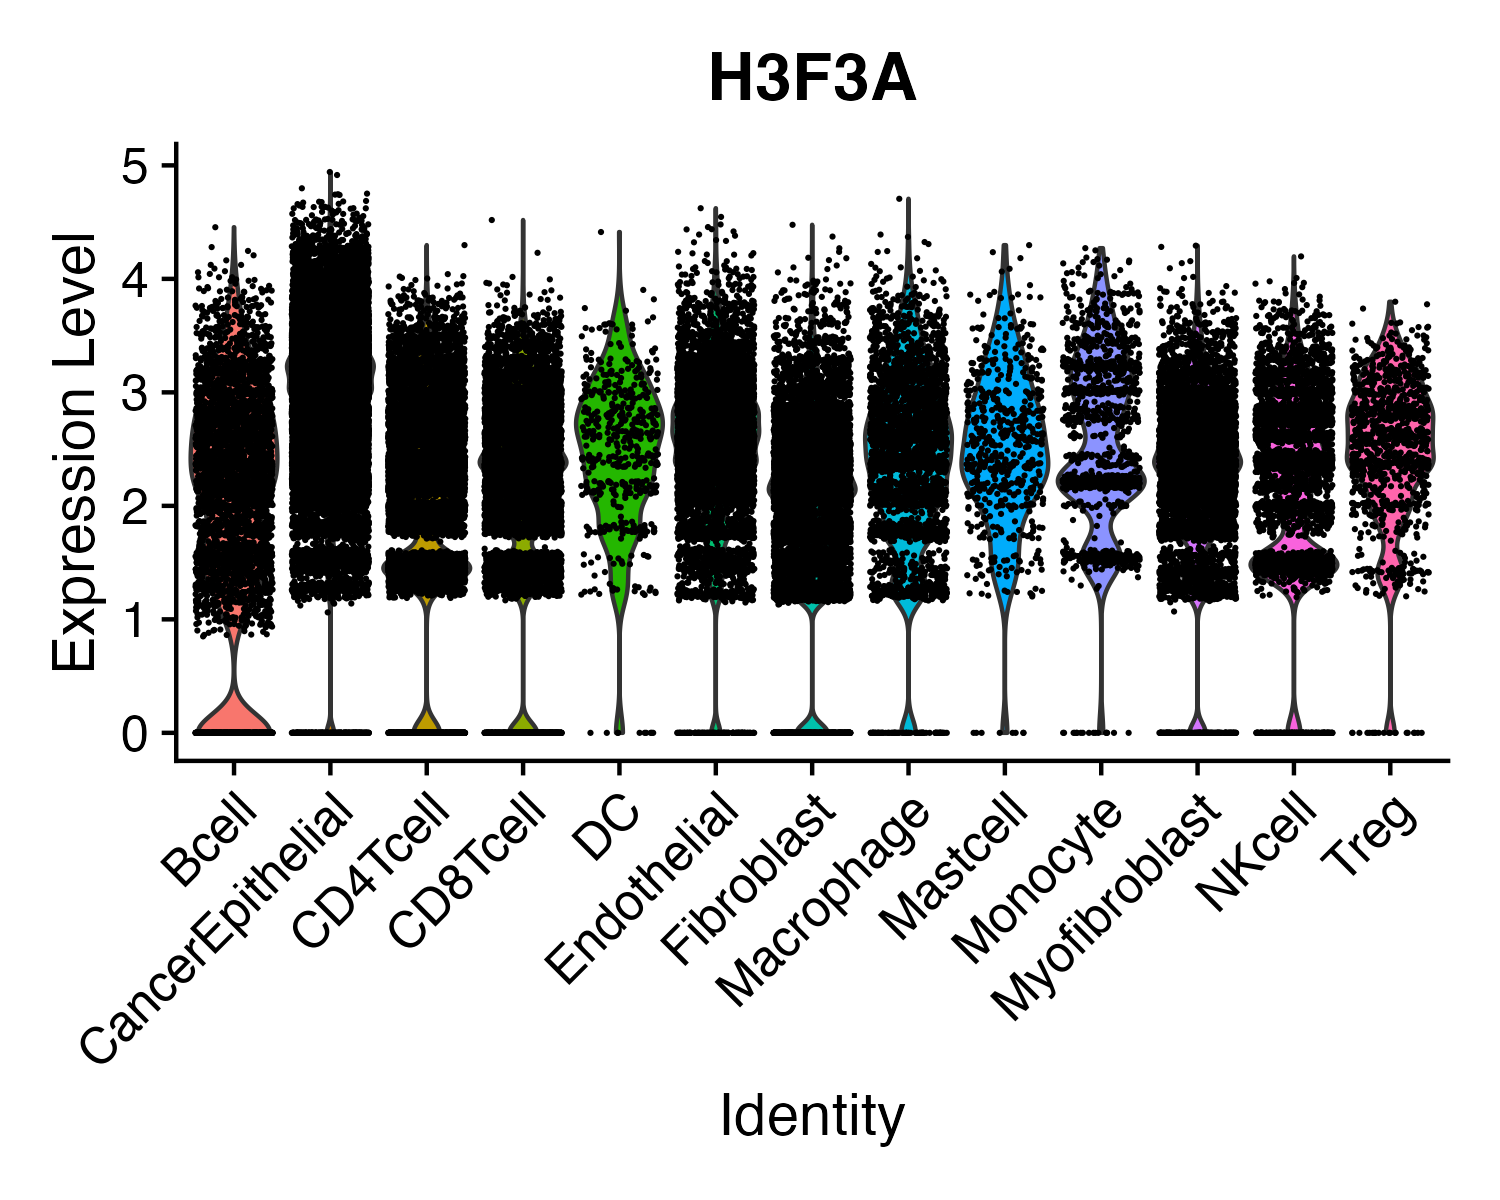 H3F3A
Expression Level
5
4
3
2
1
0
Bcell
CancerEpithelial
CD4Tcell
CD8Tcell
DC
Endothelial
Fibroblast
Macrophage
Mastcell
Monocyte
Myofibroblast
NKcell
Treg
Identity